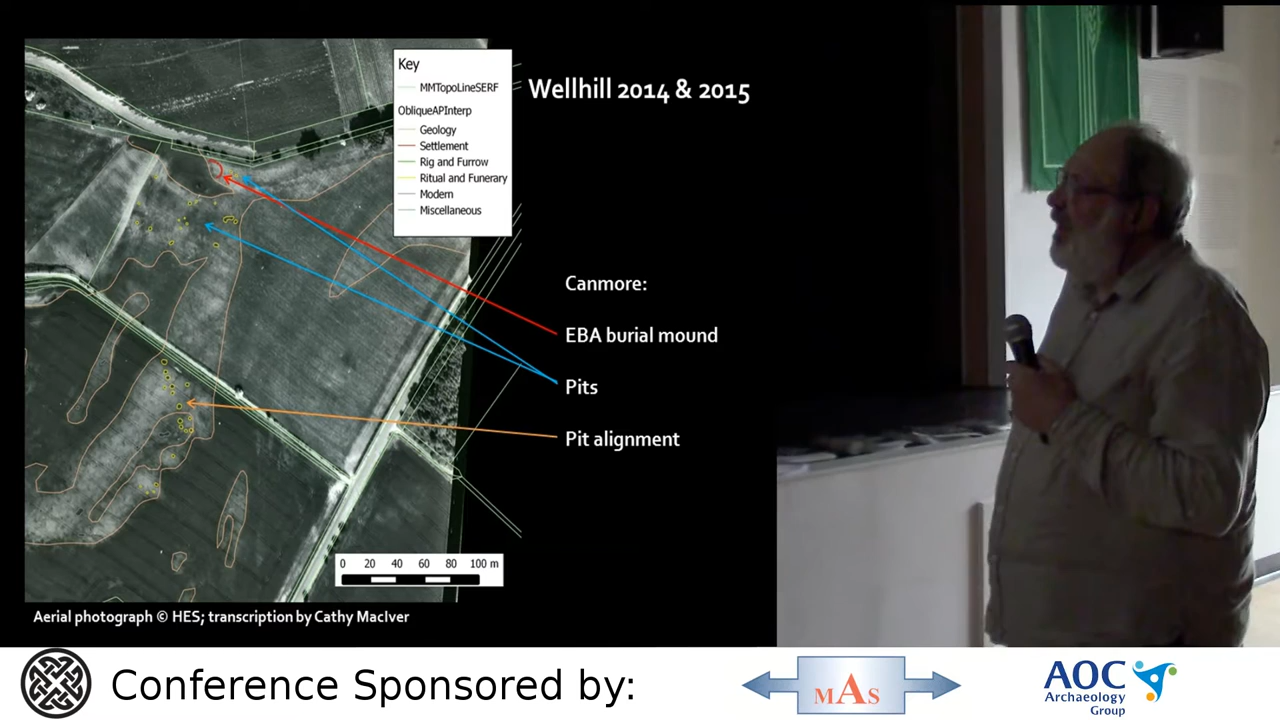 Wellhill 2014 & 2015
Key
MMTopoLineSERF
ObliqueAPInterp
Geology
Settlement
Rig and Furrow
Ritual and Funerary
Modern
Miscellaneous
Canmore:
EBA burial mound
Pits
Pit alignment
0 20 40 60 80 100 m
Aerial photograph © HES; transcription by Cathy MacIver
Conference Sponsored by:
MAS
AOC
Archaeology
Group